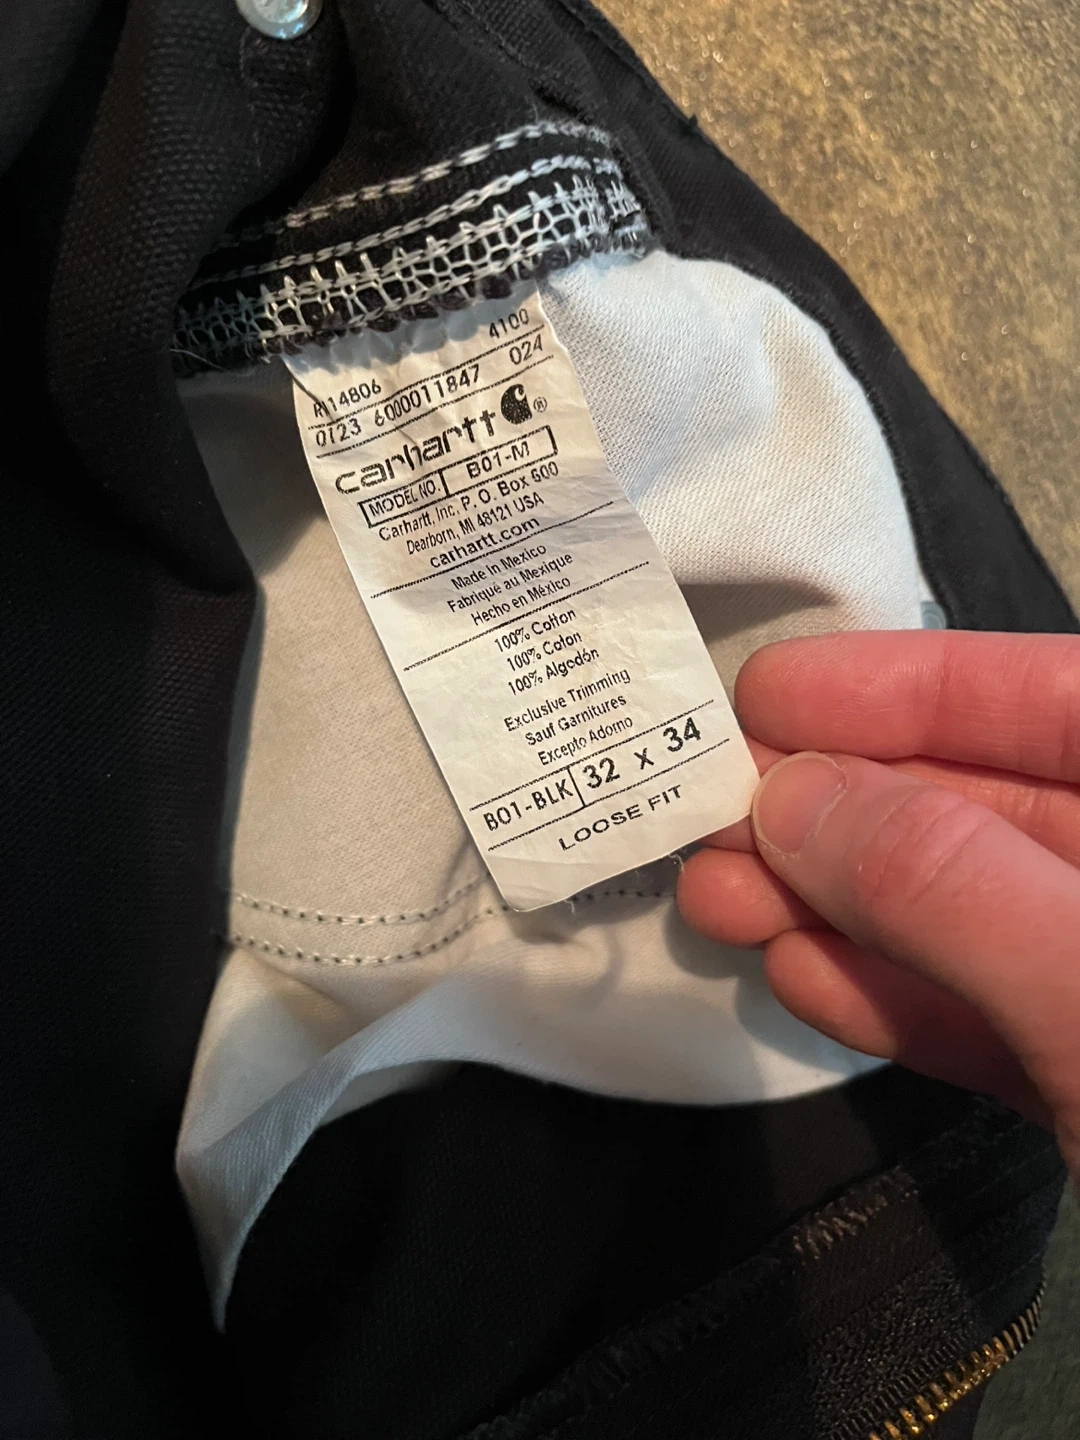 4100
RN14806 024
0123 6000011847
carhartt ®
MODEL NO. B01-M
Carhartt, Inc. P. O. Box 600
Dearborn, MI 48121 USA
carhartt.com
Made in Mexico
Fabriqué au Mexique
Hecho en México
100% Cotton
100% Coton
100% Algodón
Exclusive Trimming
Sauf Garnitures
Excepto Adorno
B01-BLK 32 x 34
LOOSE FIT